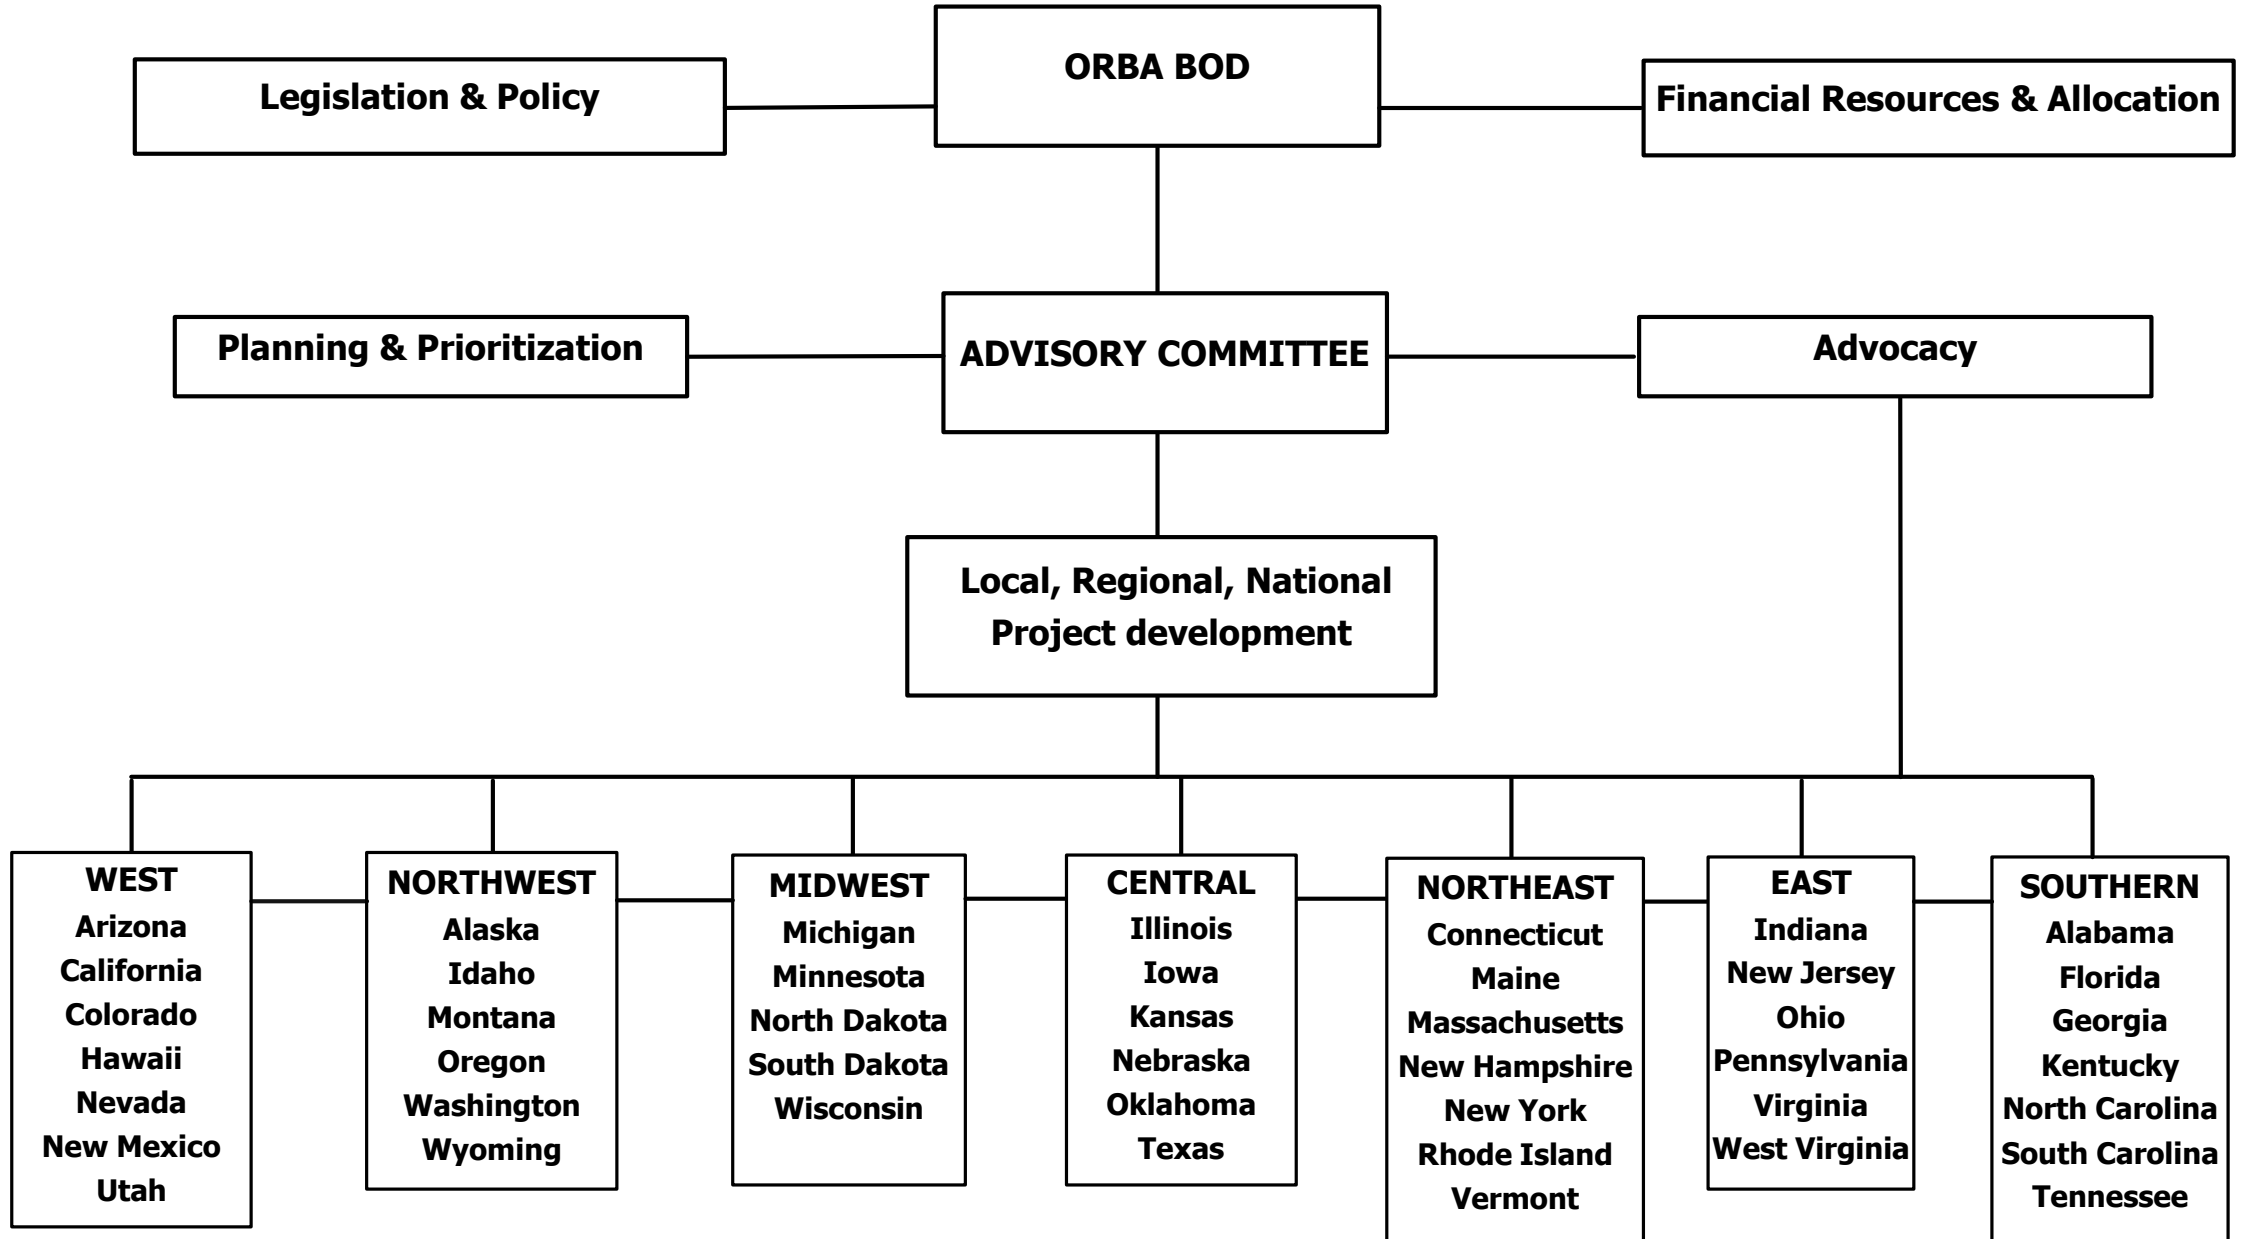 ORBA BOD
Legislation & Policy
Financial Resources & Allocation
Planning & Prioritization
ADVISORY COMMITTEE
Advocacy
Local, Regional, National
Project development
WEST
Arizona
California
Colorado
Hawaii
Nevada
New Mexico
Utah
NORTHWEST
Alaska
Idaho
Montana
Oregon
Washington
Wyoming
MIDWEST
Michigan
Minnesota
North Dakota
South Dakota
Wisconsin
CENTRAL
Illinois
Iowa
Kansas
Nebraska
Oklahoma
Texas
NORTHEAST
Connecticut
Maine
Massachusetts
New Hampshire
New York
Rhode Island
Vermont
EAST
Indiana
New Jersey
Ohio
Pennsylvania
Virginia
West Virginia
SOUTHERN
Alabama
Florida
Georgia
Kentucky
North Carolina
South Carolina
Tennessee